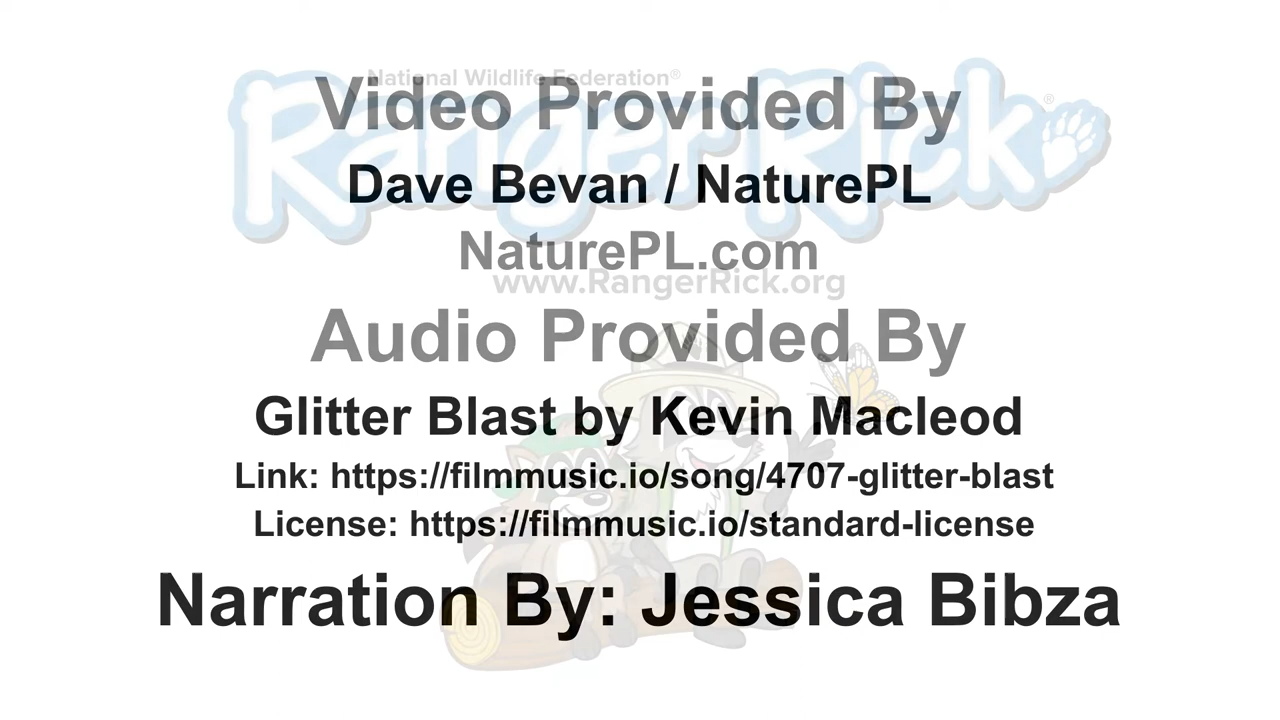 National Wildlife Federation®
Ranger Rick®
Video Provided By
Dave Bevan / NaturePL
NaturePL.com
www.RangerRick.org
Audio Provided By
Glitter Blast by Kevin Macleod
Link: https://filmmusic.io/song/4707-glitter-blast
License: https://filmmusic.io/standard-license
Narration By: Jessica Bibza